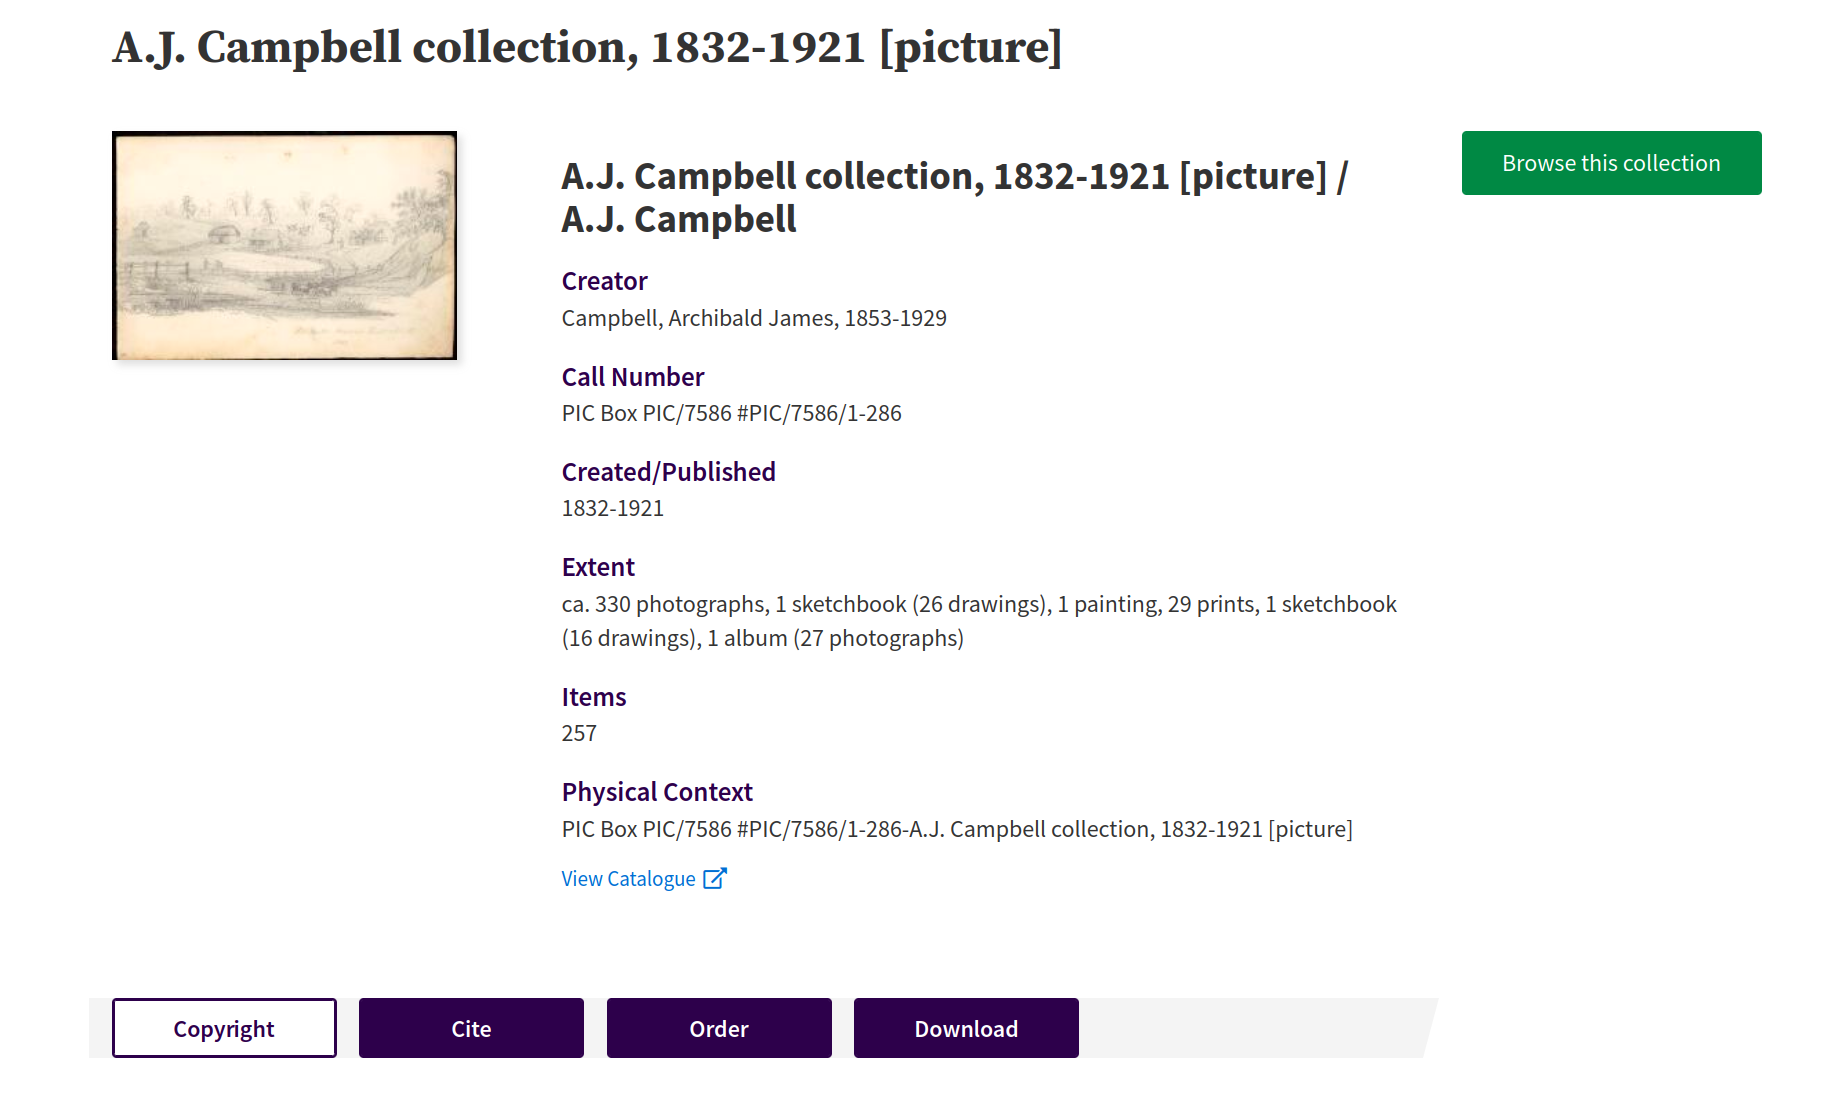 A.J. Campbell collection, 1832-1921 [picture]
Browse this collection
A.J. Campbell collection, 1832-1921 [picture] /
A.J. Campbell
Creator
Campbell, Archibald James, 1853-1929
Call Number
PIC Box PIC/7586 #PIC/7586/1-286
Created/Published
1832-1921
Extent
ca. 330 photographs, 1 sketchbook (26 drawings), 1 painting, 29 prints, 1 sketchbook
(16 drawings), 1 album (27 photographs)
Items
257
Physical Context
PIC Box PIC/7586 #PIC/7586/1-286-A.J. Campbell collection, 1832-1921 [picture]
View Catalogue
Copyright
Cite
Order
Download